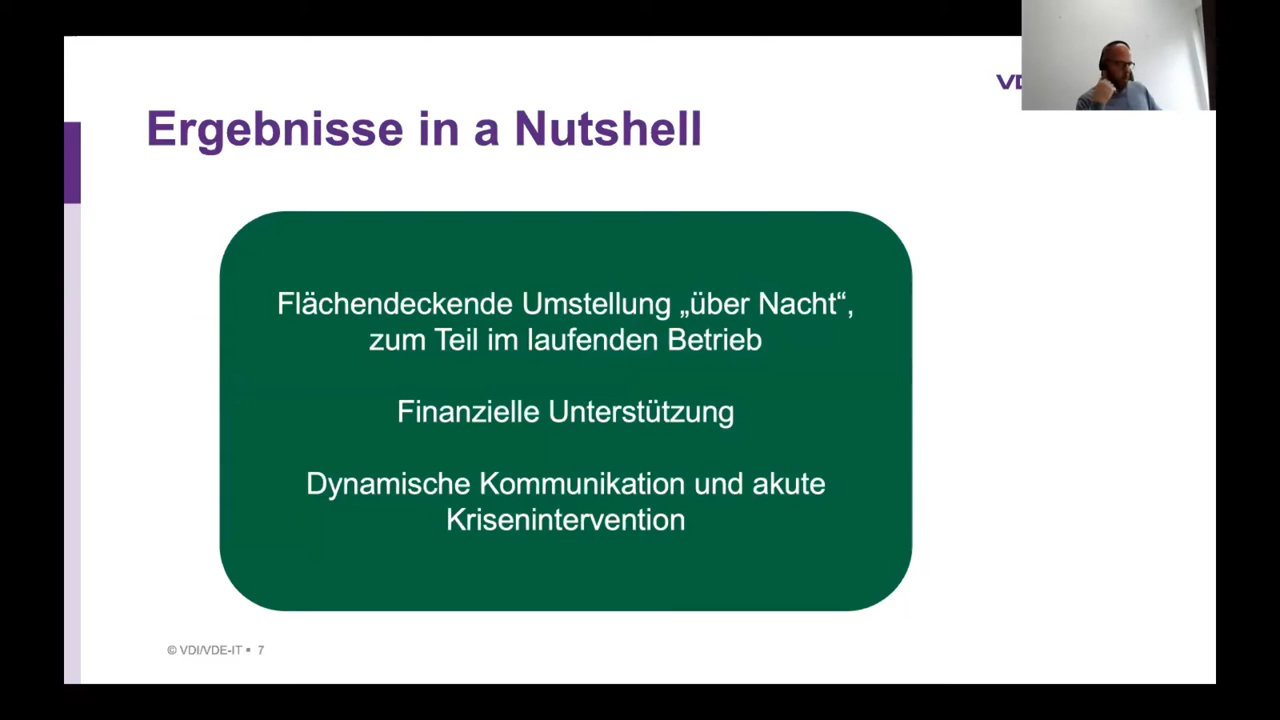 Ergebnisse in a Nutshell
Flächendeckende Umstellung „über Nacht“,
zum Teil im laufenden Betrieb
Finanzielle Unterstützung
Dynamische Kommunikation und akute
Krisenintervention
© VDI/VDE-IT ▪ 7